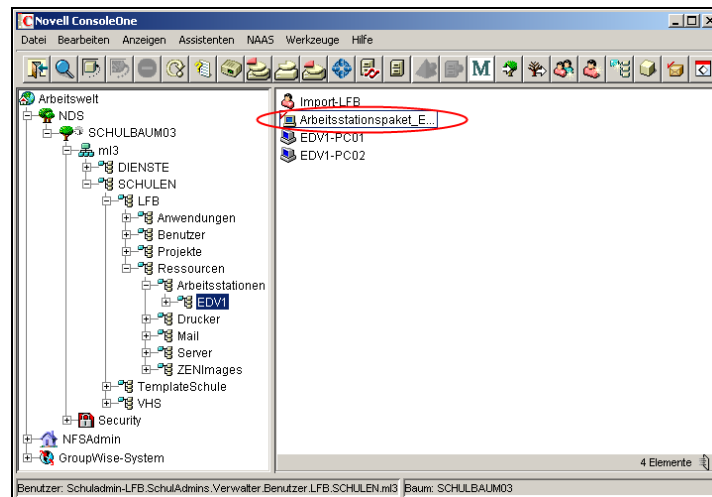 Novell ConsoleOne
Datei Bearbeiten Anzeigen Assistenten NAAS Werkzeuge Hilfe
M
Arbeitswelt
NDS
SCHULBAUM03
ml3
DIENSTE
SCHULEN
LFB
Anwendungen
Benutzer
Projekte
Ressourcen
Arbeitsstationen
EDV1
Drucker
Mail
Server
ZENImages
TemplateSchule
VHS
Security
NFSAdmin
GroupWise-System
Import-LFB
Arbeitsstationspaket_E...
EDV1-PC01
EDV1-PC02
4 Elemente
Benutzer: Schuladmin-LFB.SchulAdmins.Verwalter.Benutzer.LFB.SCHULEN.ml3 Baum: SCHULBAUM03